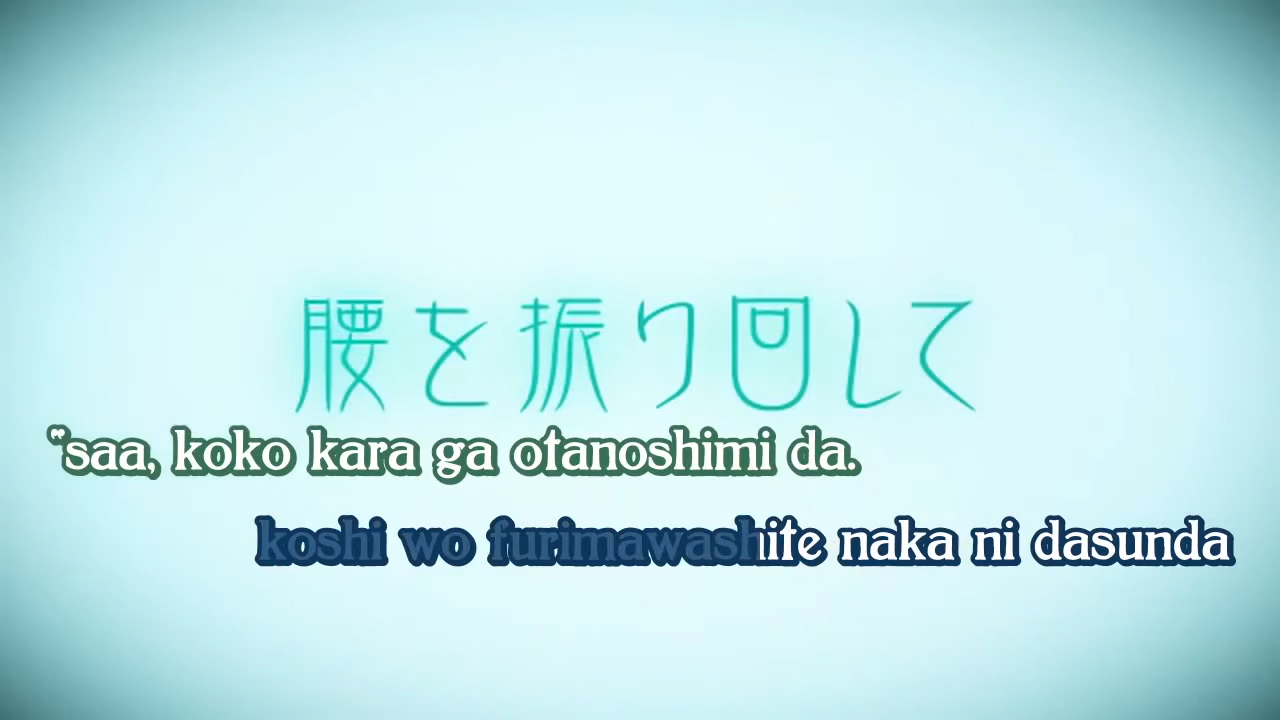 腰を振り回して
“saa, koko kara ga otanoshimi da.
koshi wo furimawashite naka ni dasunda